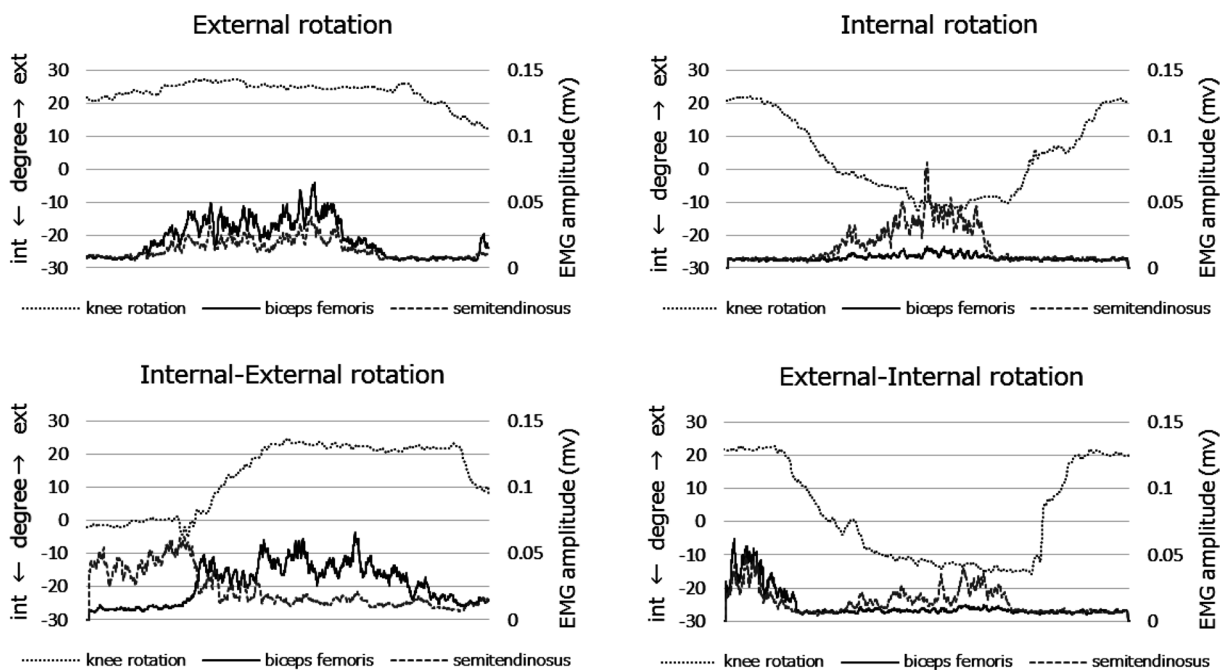 External rotation
int ← degree → ext
30
20
10
0
-10
-20
-30
0.15
0.1
0.05
0
EMG amplitude (mv)
knee rotation biceps femoris semitendinosus
Internal rotation
int ← degree → ext
30
20
10
0
-10
-20
-30
0.15
0.1
0.05
0
EMG amplitude (mv)
knee rotation biceps femoris semitendinosus
Internal-External rotation
int ← degree → ext
30
20
10
0
-10
-20
-30
0.15
0.1
0.05
0
EMG amplitude (mv)
knee rotation biceps femoris semitendinosus
External-Internal rotation
int ← degree → ext
30
20
10
0
-10
-20
-30
0.15
0.1
0.05
0
EMG amplitude (mv)
knee rotation biceps femoris semitendinosus